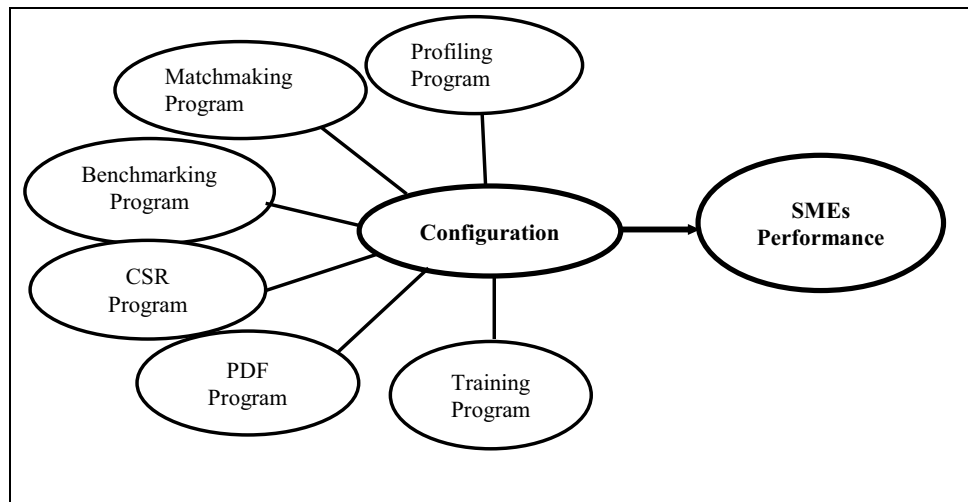 Profiling
Program
Matchmaking
Program
Benchmarking
Program
Configuration
SMEs
Performance
CSR
Program
PDF
Program
Training
Program